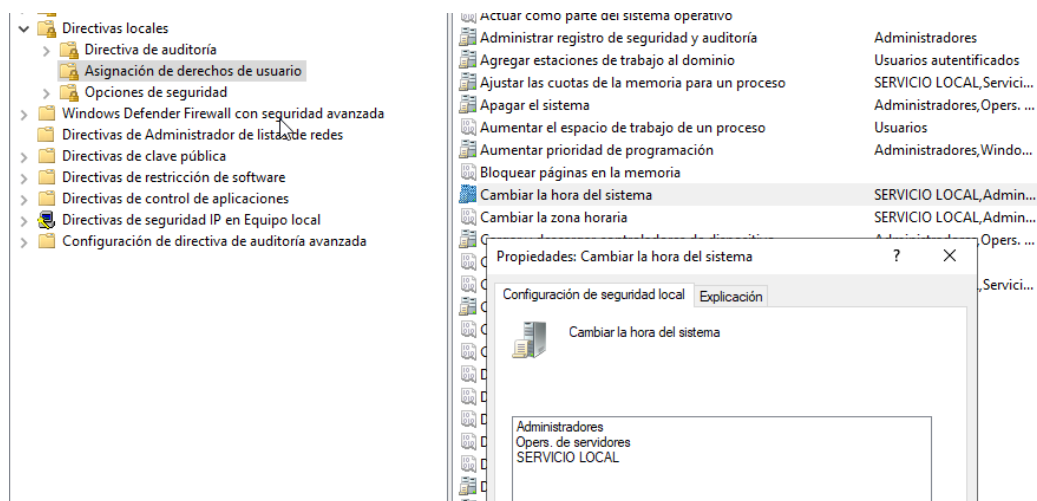 Directivas locales
Directiva de auditoría
Asignación de derechos de usuario
Opciones de seguridad
Windows Defender Firewall con seguridad avanzada
Directivas de Administrador de listas de redes
Directivas de clave pública
Directivas de restricción de software
Directivas de control de aplicaciones
Directivas de seguridad IP en Equipo local
Configuración de directiva de auditoría avanzada
Actuar como parte del sistema operativo
Administrar registro de seguridad y auditoría Administradores
Agregar estaciones de trabajo al dominio Usuarios autentificados
Ajustar las cuotas de la memoria para un proceso SERVICIO LOCAL,Servici...
Apagar el sistema Administradores,Opers. ...
Aumentar el espacio de trabajo de un proceso Usuarios
Aumentar prioridad de programación Administradores,Windo...
Bloquear páginas en la memoria
Cambiar la hora del sistema SERVICIO LOCAL,Admin...
Cambiar la zona horaria SERVICIO LOCAL,Admin...
,Opers. ...
,Servici...
Propiedades: Cambiar la hora del sistema ? X
Configuración de seguridad local Explicación
Cambiar la hora del sistema
Administradores
Opers. de servidores
SERVICIO LOCAL